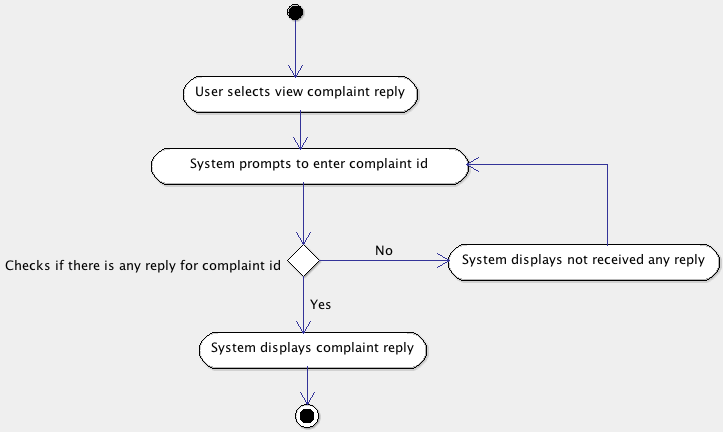 User selects view complaint reply
System prompts to enter complaint id
No
System displays not received any reply
Checks if there is any reply for complaint id
Yes
System displays complaint reply